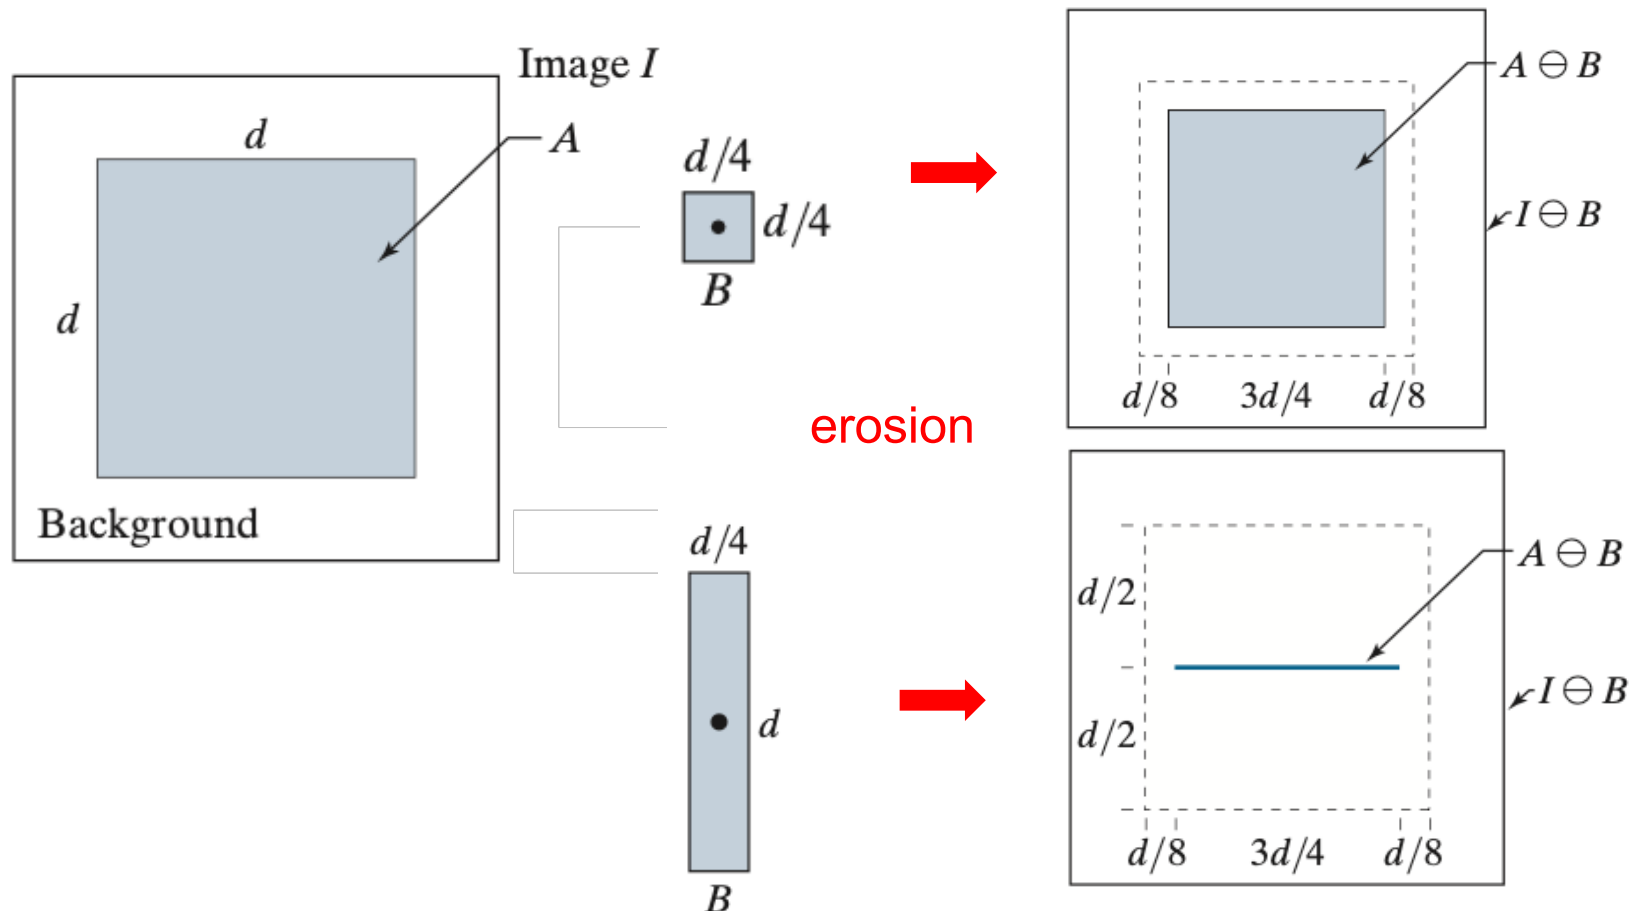 Image I
d
A
d
Background
d/4
d/4
B
erosion
d/4
d
B
A ⊖ B
I ⊖ B
d/8 3d/4 d/8
A ⊖ B
d/2
I ⊖ B
d/2
d/8 3d/4 d/8